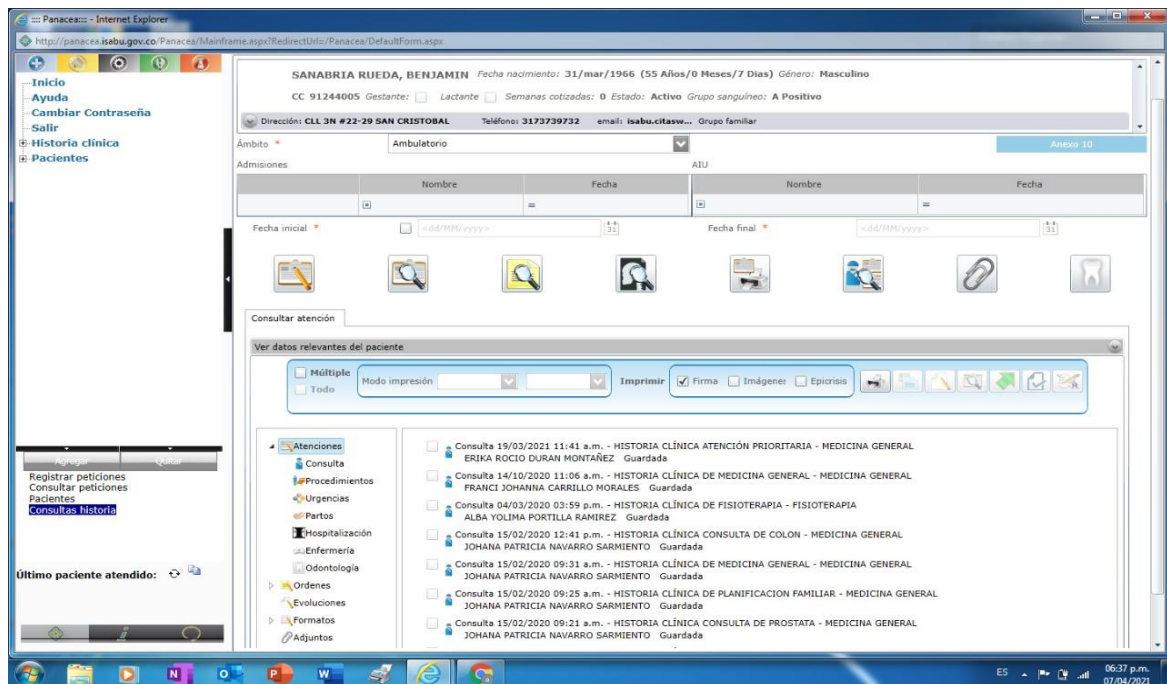 ::: Panacea::: - Internet Explorer
http://panacea.isabu.gov.co/Panacea/Mainframe.aspx?RedirectUrl=/Panacea/DefaultForm.aspx
Inicio
Ayuda
Cambiar Contraseña
Salir
Historia clínica
Pacientes
Agregar Quitar
Registrar peticiones
Consultar peticiones
Pacientes
Consultas historia
Último paciente atendido:
SANABRIA RUEDA, BENJAMIN Fecha nacimiento: 31/mar/1966 (55 Años/0 Meses/7 Dias) Género: Masculino
CC 91244005 Gestante: Lactante Semanas cotizadas: 0 Estado: Activo Grupo sanguíneo: A Positivo
Dirección: CLL 3N #22-29 SAN CRISTOBAL Teléfono: 3173739732 email: isabu.citasw... Grupo familiar
Ámbito * Ambulatorio Anexo 10
Admisiones AIU
Nombre Fecha Nombre Fecha
= =
Fecha inicial * <dd/MM/yyyy> 31 Fecha final * <dd/MM/yyyy> 31
Consultar atención
Ver datos relevantes del paciente
Múltiple
Todo
Modo impresión Imprimir Firma Imágener Epicrisis
Atenciones
Consulta
Procedimientos
Urgencias
Partos
Hospitalización
Enfermería
Odontología
Ordenes
Evoluciones
Formatos
Adjuntos
Consulta 19/03/2021 11:41 a.m. - HISTORIA CLÍNICA ATENCIÓN PRIORITARIA - MEDICINA GENERAL
ERIKA ROCIO DURAN MONTAÑEZ Guardada
Consulta 14/10/2020 11:06 a.m. - HISTORIA CLÍNICA DE MEDICINA GENERAL - MEDICINA GENERAL
FRANCI JOHANNA CARRILLO MORALES Guardada
Consulta 04/03/2020 03:59 p.m. - HISTORIA CLÍNICA DE FISIOTERAPIA - FISIOTERAPIA
ALBA YOLIMA PORTILLA RAMIREZ Guardada
Consulta 15/02/2020 12:41 p.m. - HISTORIA CLÍNICA CONSULTA DE COLON - MEDICINA GENERAL
JOHANA PATRICIA NAVARRO SARMIENTO Guardada
Consulta 15/02/2020 09:31 a.m. - HISTORIA CLÍNICA DE MEDICINA GENERAL - MEDICINA GENERAL
JOHANA PATRICIA NAVARRO SARMIENTO Guardada
Consulta 15/02/2020 09:25 a.m. - HISTORIA CLÍNICA DE PLANIFICACION FAMILIAR - MEDICINA GENERAL
JOHANA PATRICIA NAVARRO SARMIENTO Guardada
Consulta 15/02/2020 09:21 a.m. - HISTORIA CLÍNICA CONSULTA DE PROSTATA - MEDICINA GENERAL
JOHANA PATRICIA NAVARRO SARMIENTO Guardada
ES 06:37 p.m.
07/04/2021